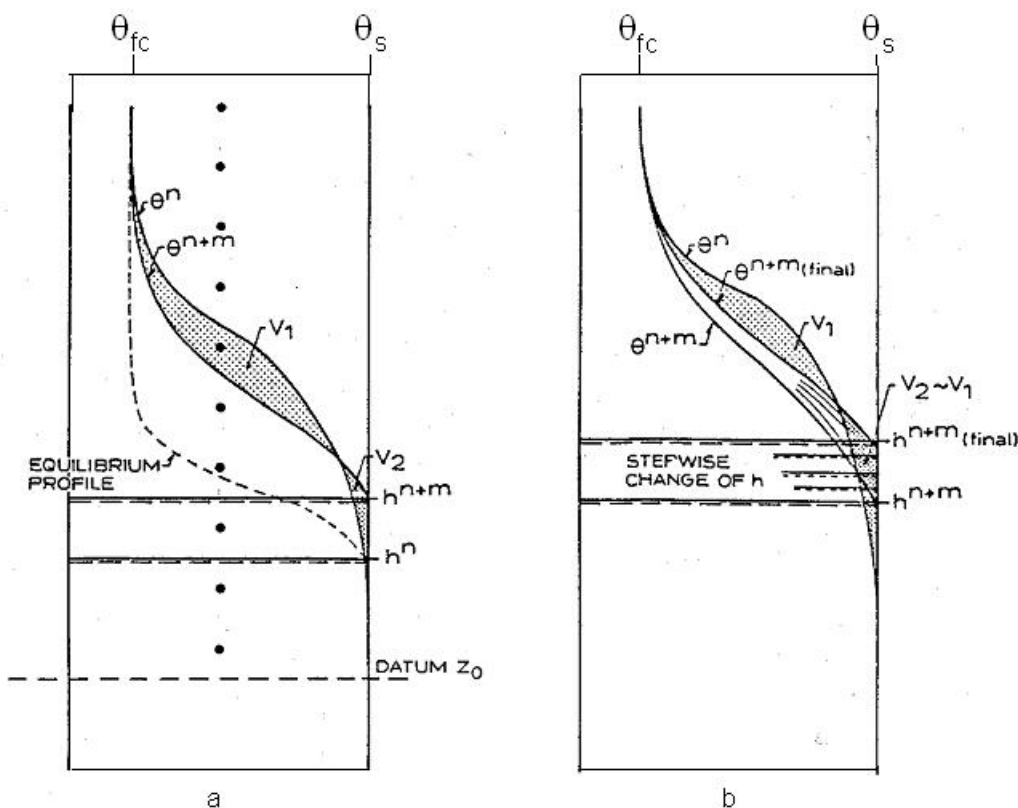 θfc
θs
θⁿ
θⁿ⁺ᵐ
V₁
EQUILIBRIUM
PROFILE
V₂
hⁿ⁺ᵐ
hⁿ
DATUM Z₀
a
θfc
θs
θⁿ
θⁿ⁺ᵐ(final)
V₁
θⁿ⁺ᵐ
V₂~V₁
hⁿ⁺ᵐ(final)
STEFWISE
CHANGE OF h
hⁿ⁺ᵐ
b